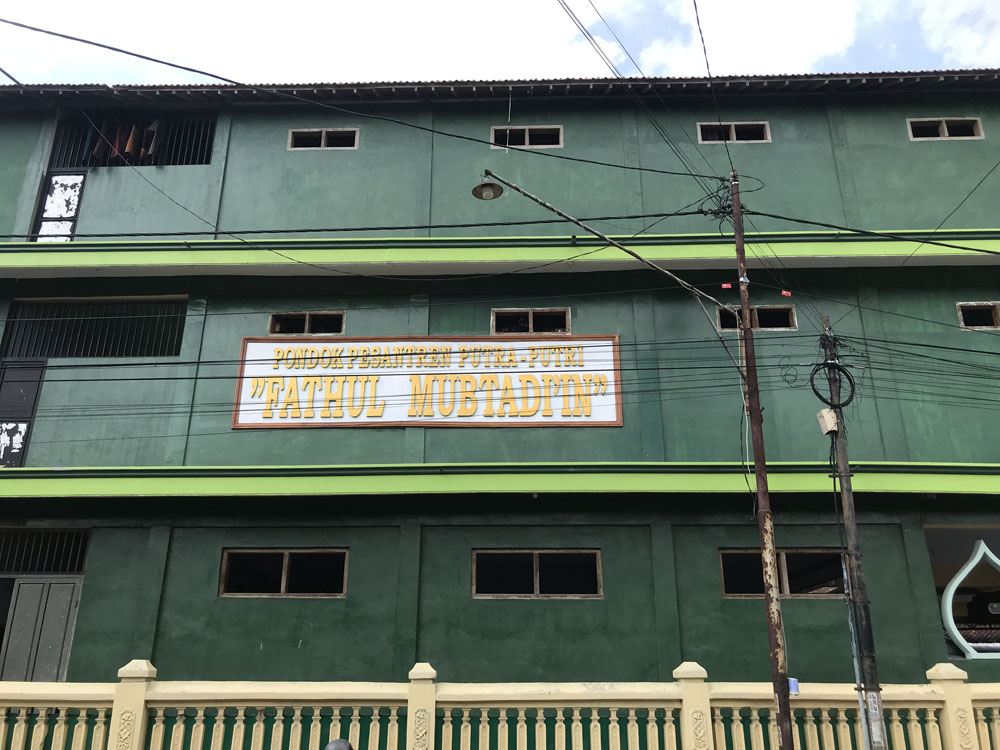 PONDOK PESANTREN PUTRA-PUTRI
"FATHUL MUBTADI'IN"